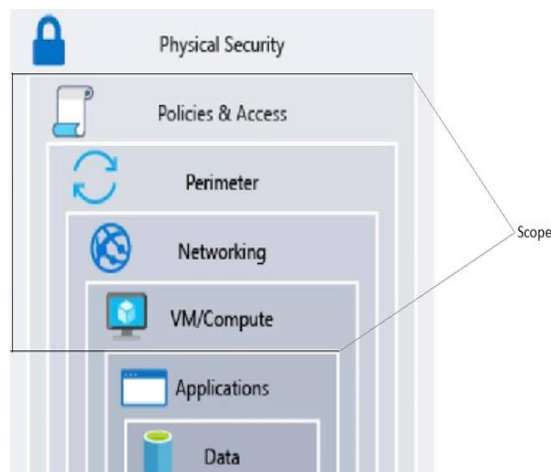 Physical Security
Policies & Access
Perimeter
Networking
Scope
VM/Compute
Applications
Data